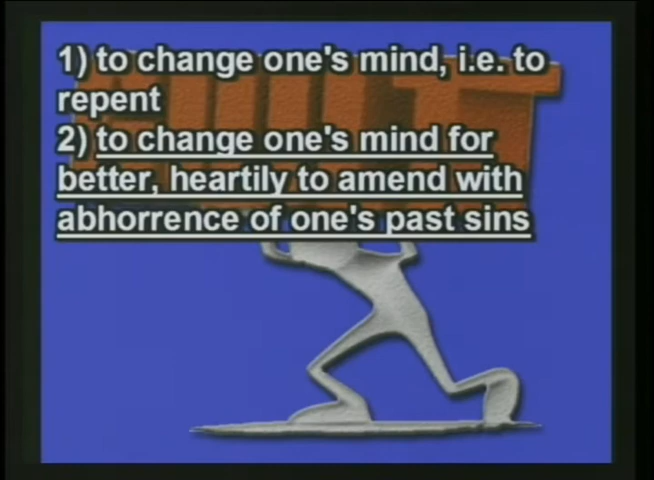 1) to change one's mind, i.e. to
repent
2) to change one's mind for
better, heartily to amend with
abhorrence of one's past sins
GUILT